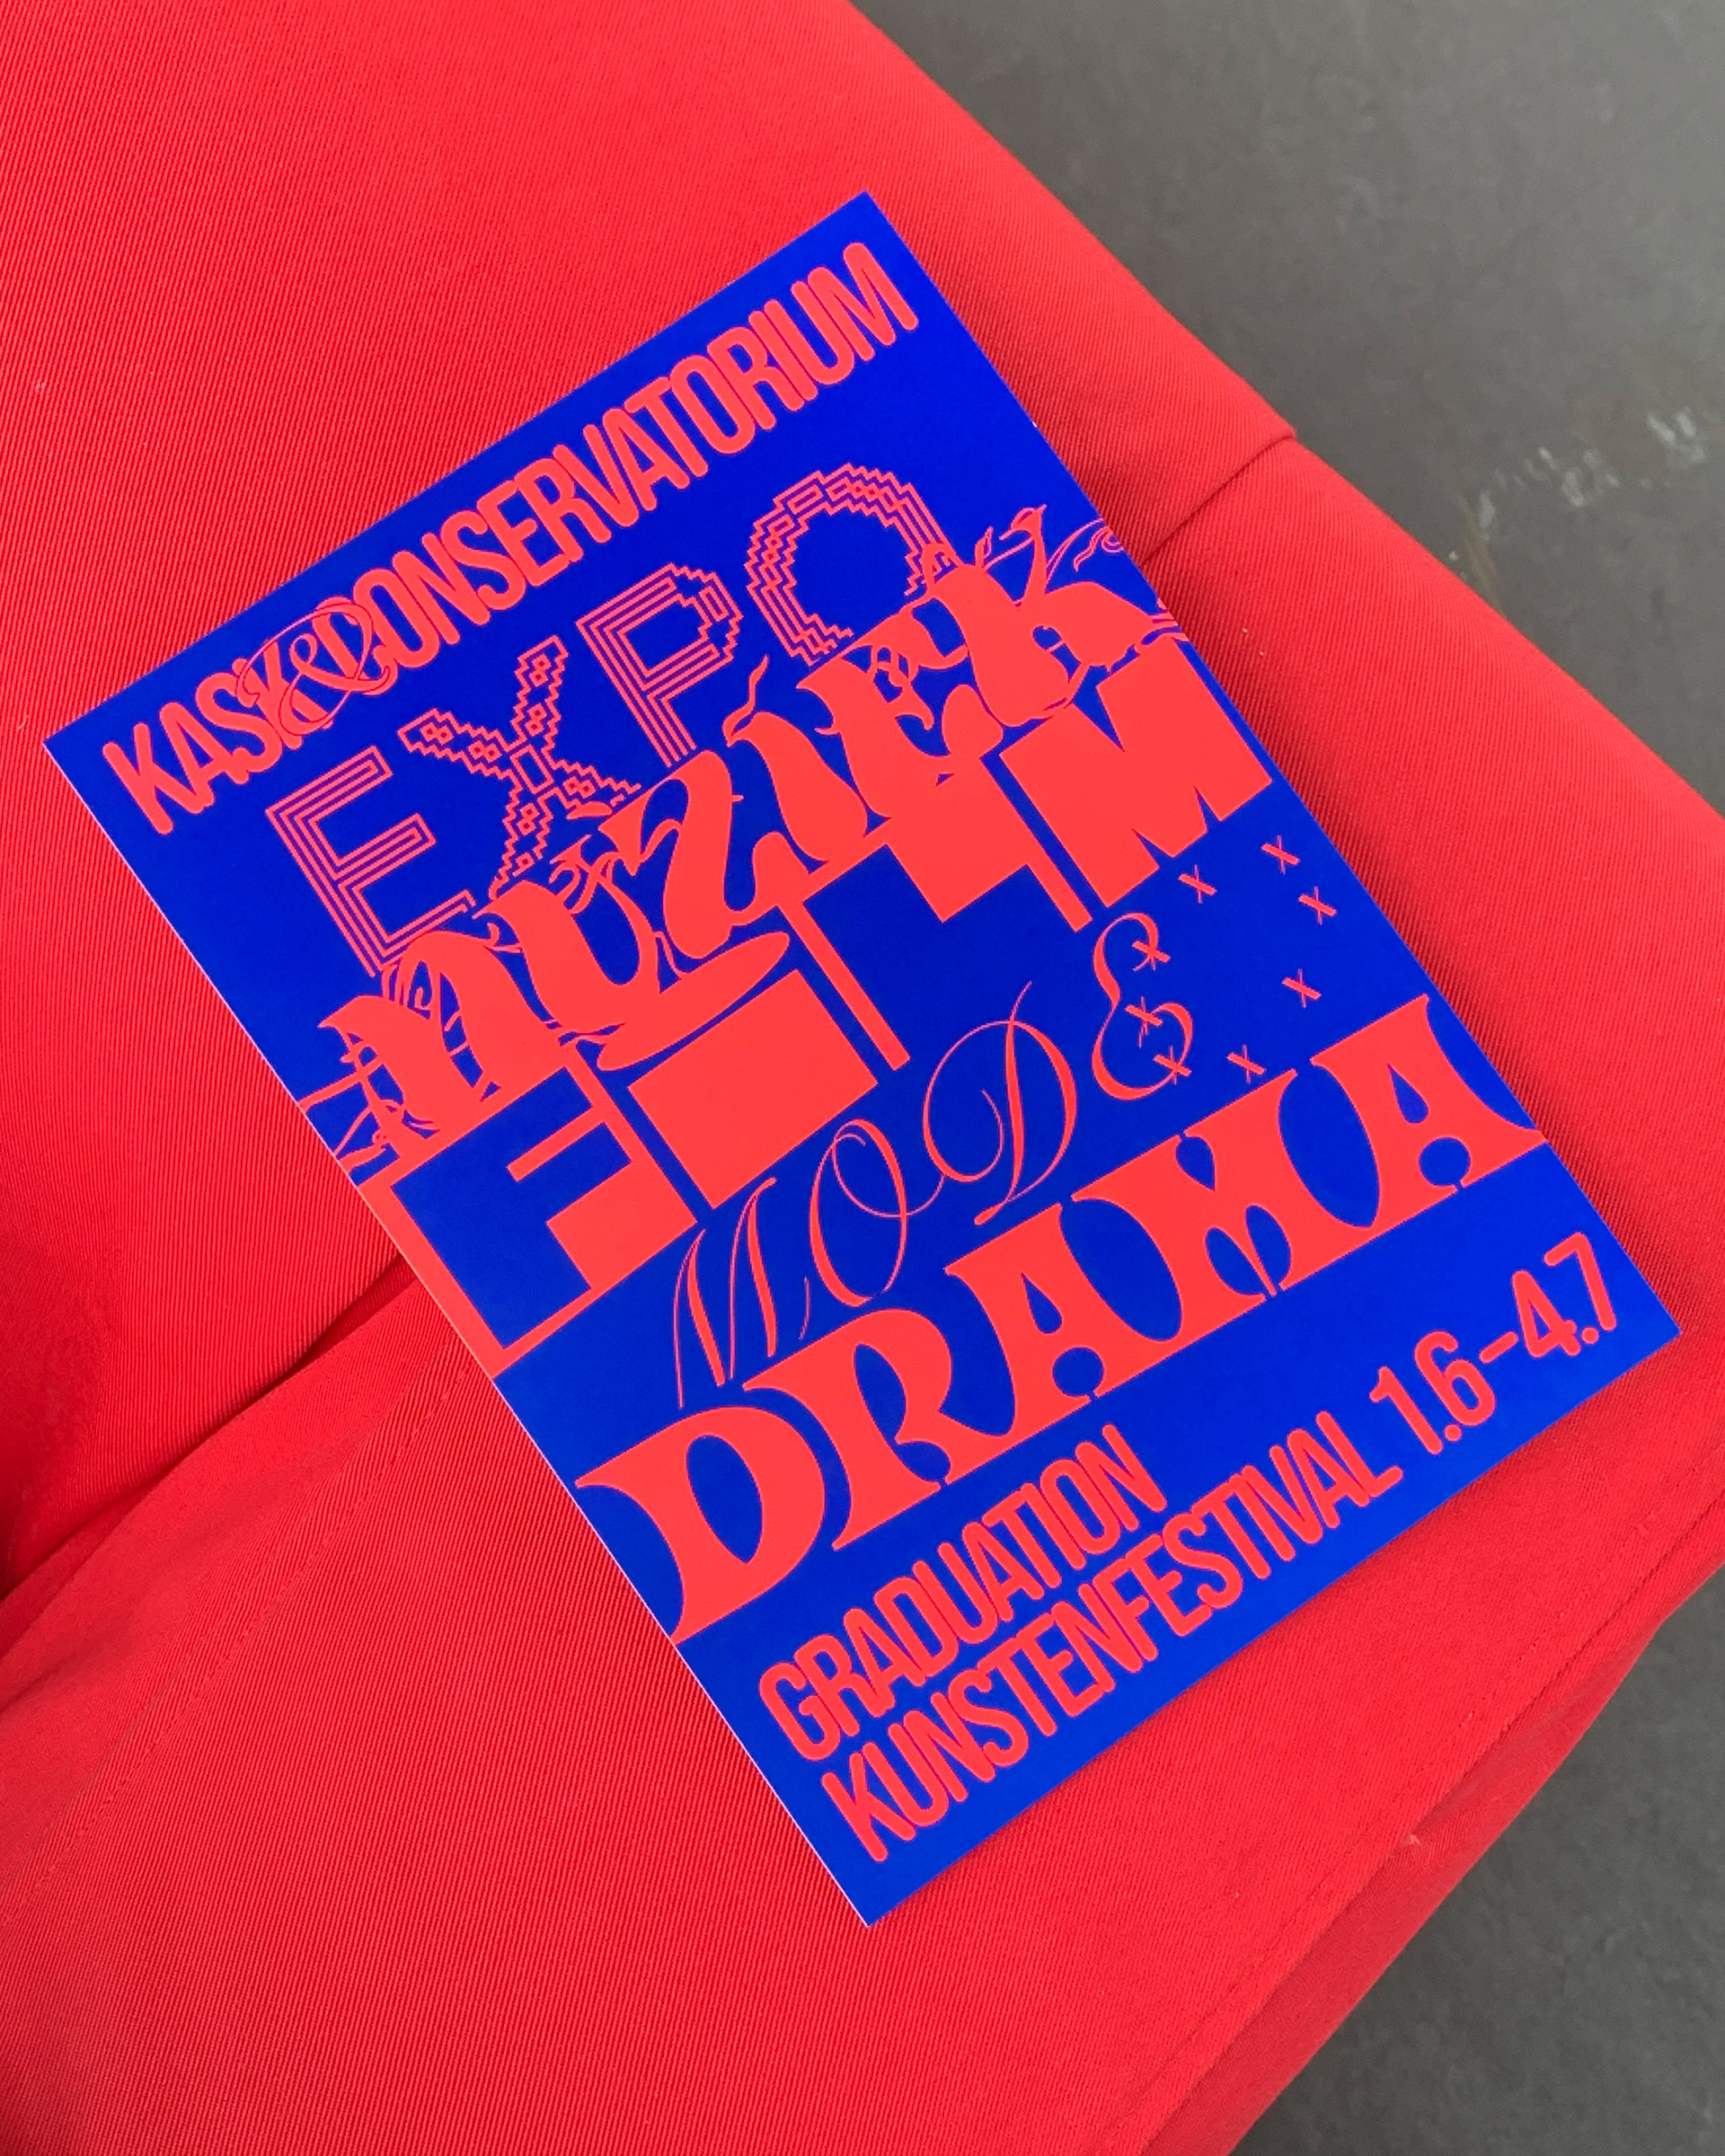 KASK & CONSERVATORIUM
EXPO
MUZIEK
FILM
MODE
DRAMA
GRADUATION
KUNSTENFESTIVAL 1.6–4.7